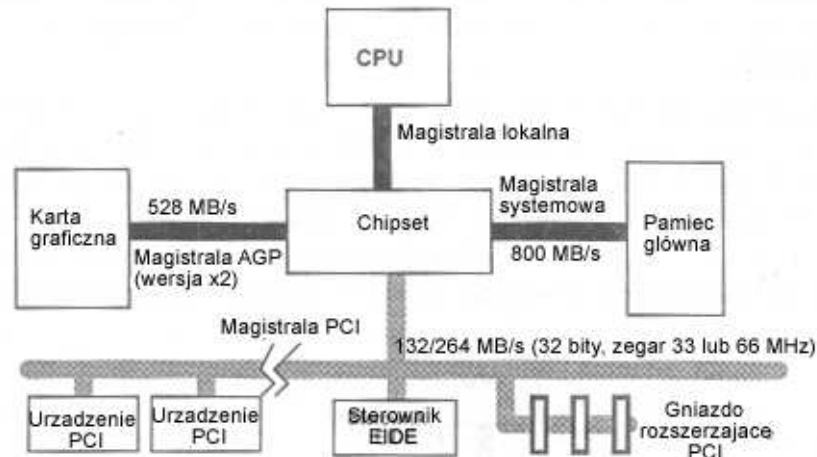 CPU
Magistrala lokalna
Karta
graficzna
528 MB/s
Magistrala AGP
(wersja x2)
Chipset
Magistrala
systemowa
800 MB/s
Pamiec
glówna
Magistrala PCI
132/264 MB/s (32 bity, zegar 33 lub 66 MHz)
Urzadzenie
PCI
Urzadzenie
PCI
Sterownik
EIDE
Gniazdo
rozszerzajace
PCI